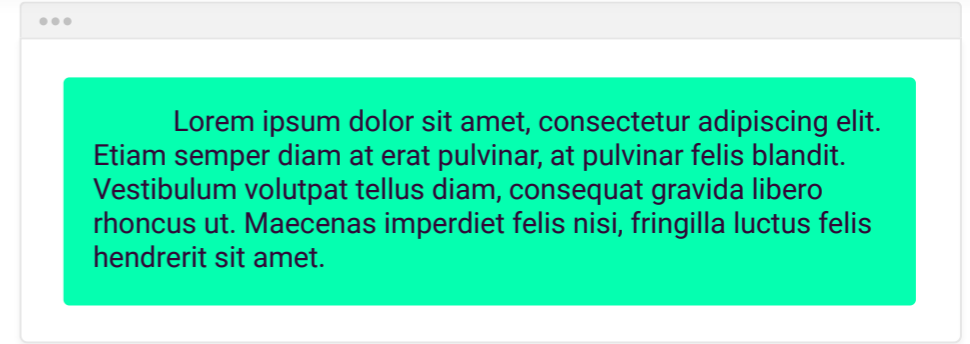 Lorem ipsum dolor sit amet, consectetur adipiscing elit.
Etiam semper diam at erat pulvinar, at pulvinar felis blandit.
Vestibulum volutpat tellus diam, consequat gravida libero
rhoncus ut. Maecenas imperdiet felis nisi, fringilla luctus felis
hendrerit sit amet.